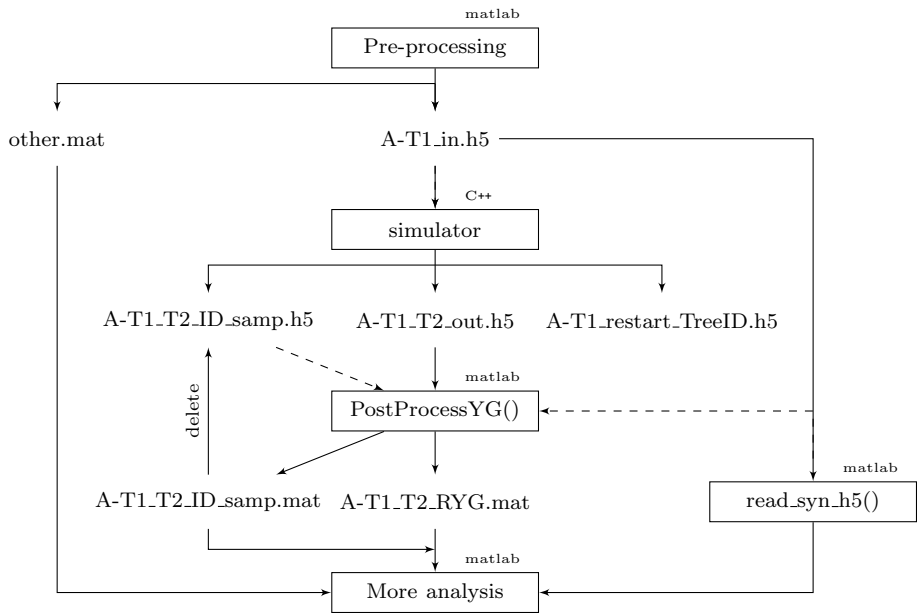 matlab
Pre-processing
other.mat
A-T1_in.h5
C++
simulator
A-T1_T2_ID_samp.h5
A-T1_T2_out.h5
A-T1_restart_TreeID.h5
matlab
PostProcessYG()
delete
matlab
A-T1_T2_ID_samp.mat
A-T1_T2_RYG.mat
read_syn_h5()
matlab
More analysis